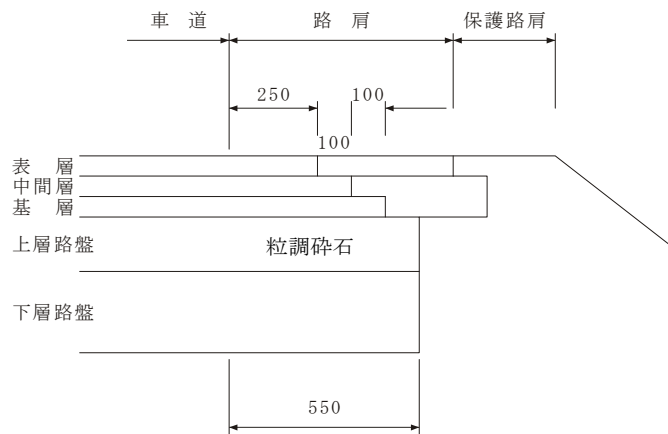 車 道 路 肩 保護路肩
250 100
100
表 層
中間層
基 層
上層路盤 粒調砕石
下層路盤
550